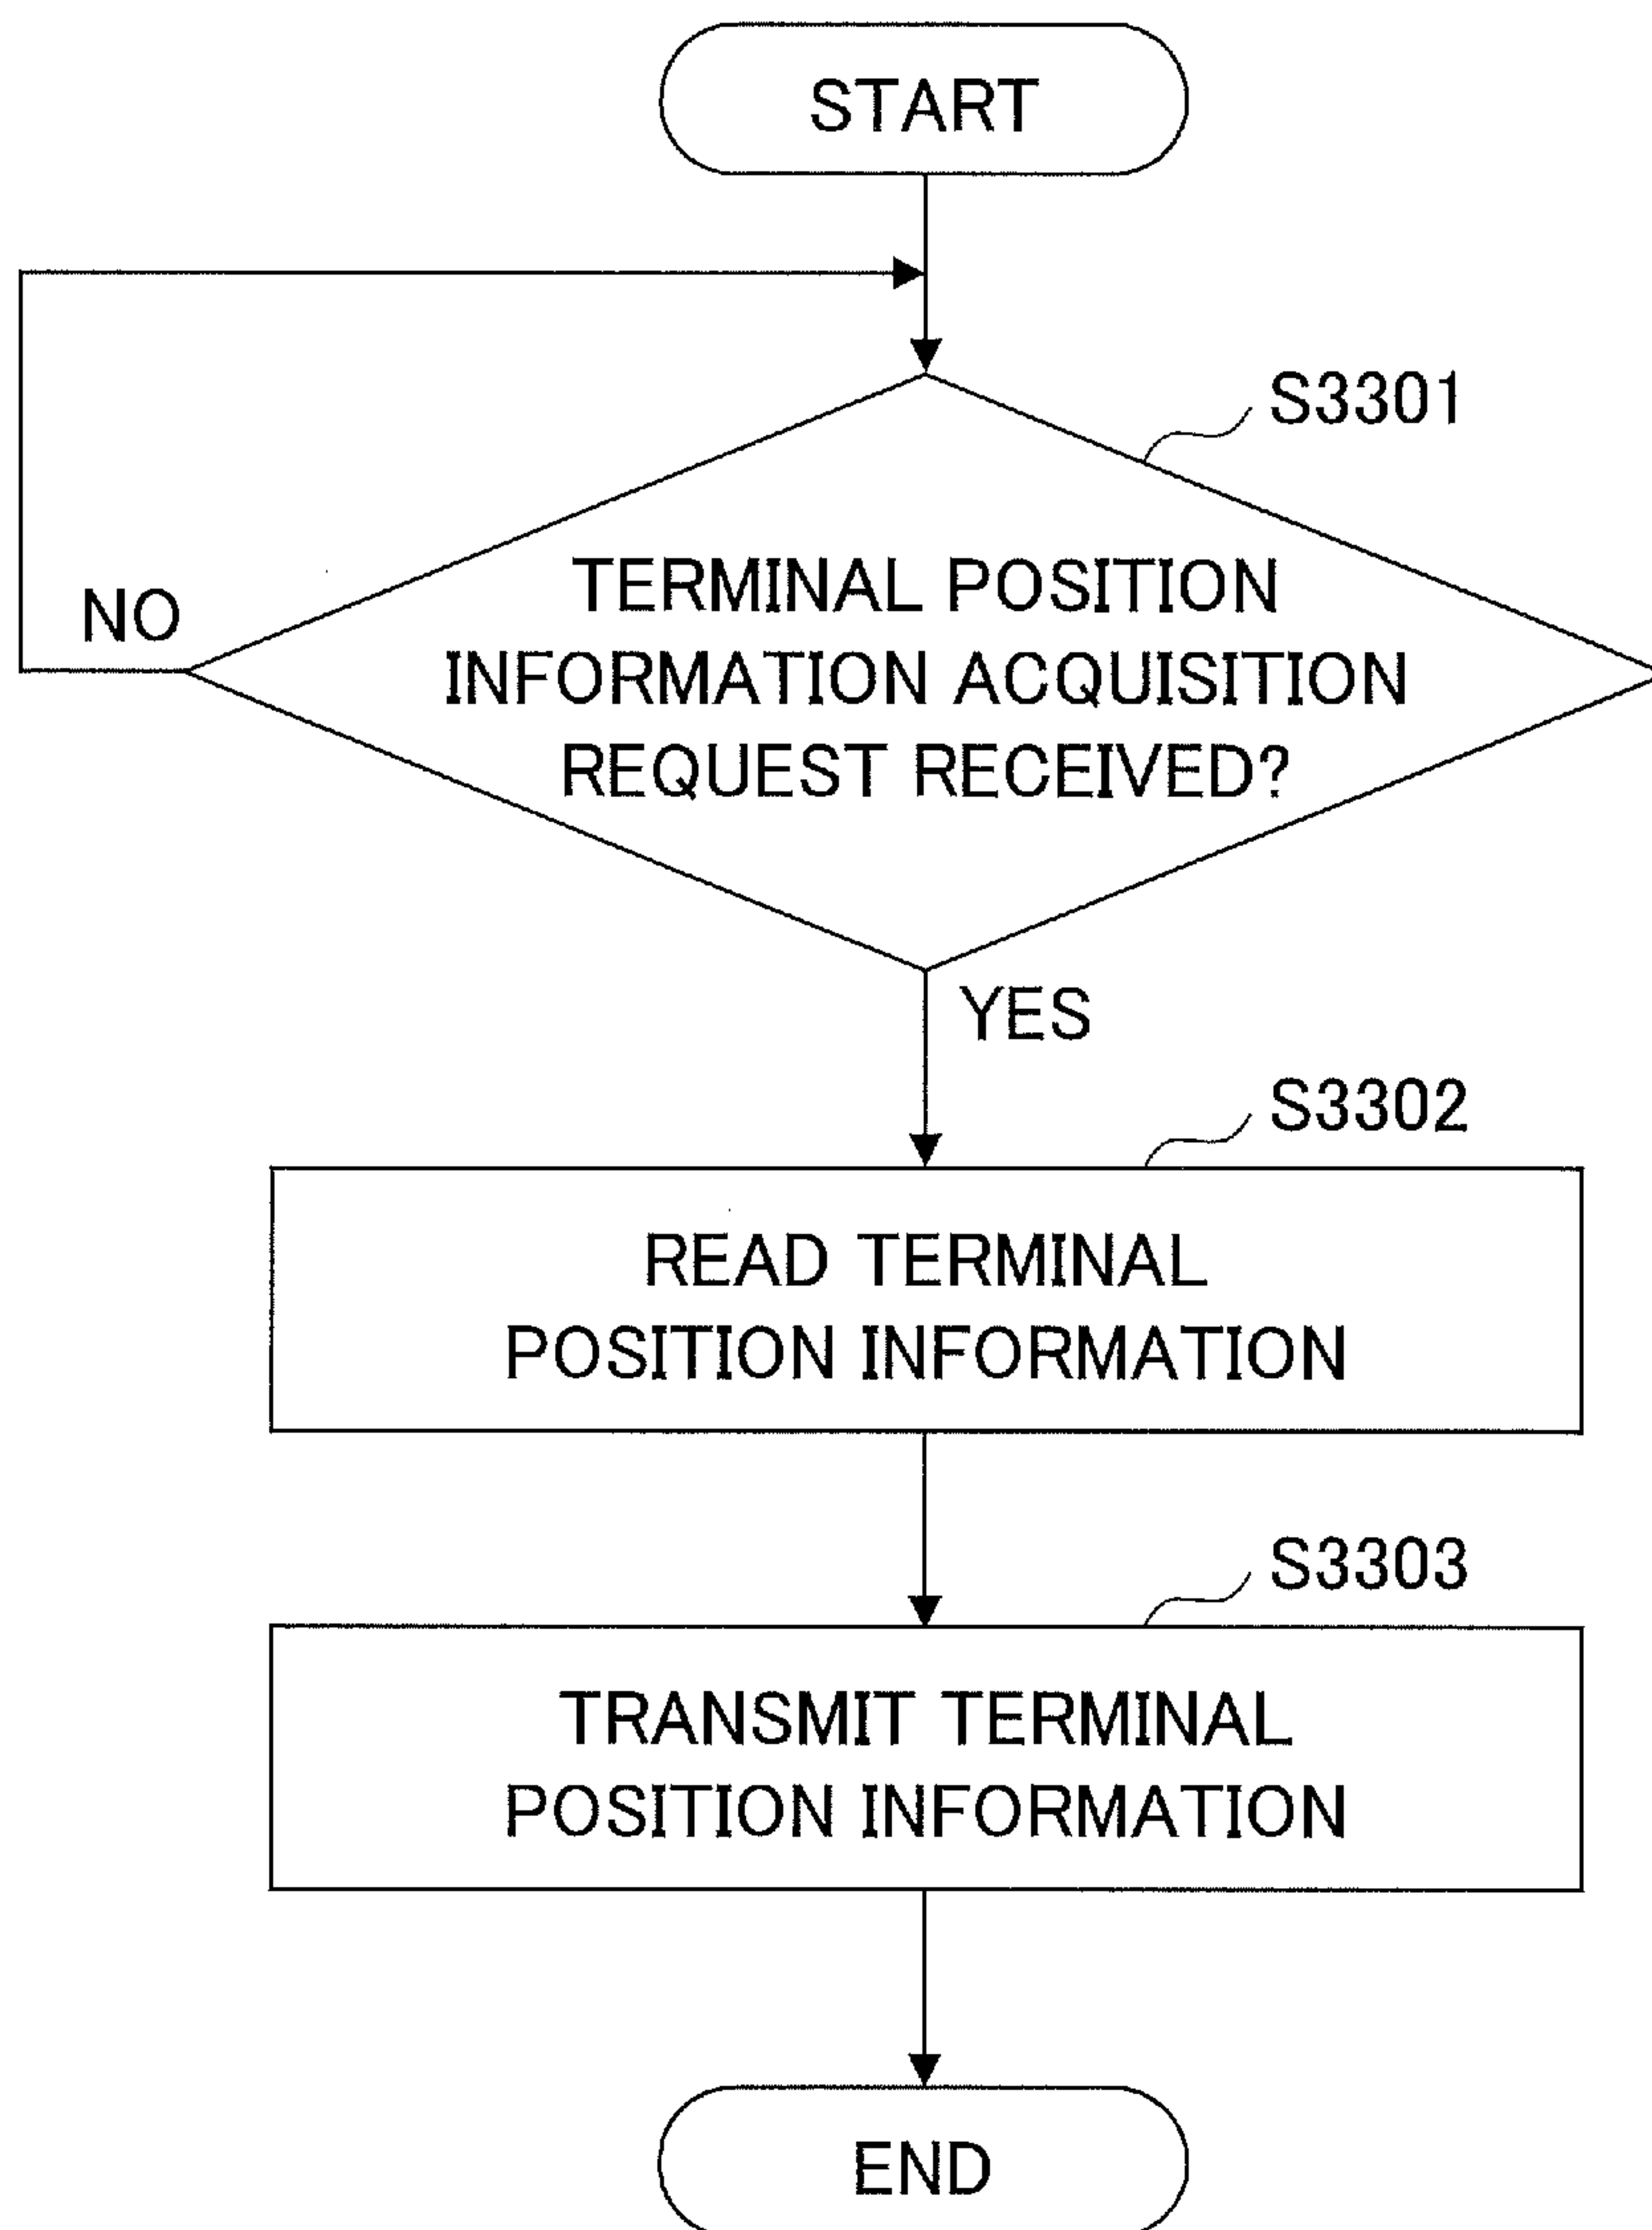 START
S3301
TERMINAL POSITION
INFORMATION ACQUISITION
REQUEST RECEIVED?
NO
YES
S3302
READ TERMINAL
POSITION INFORMATION
S3303
TRANSMIT TERMINAL
POSITION INFORMATION
END